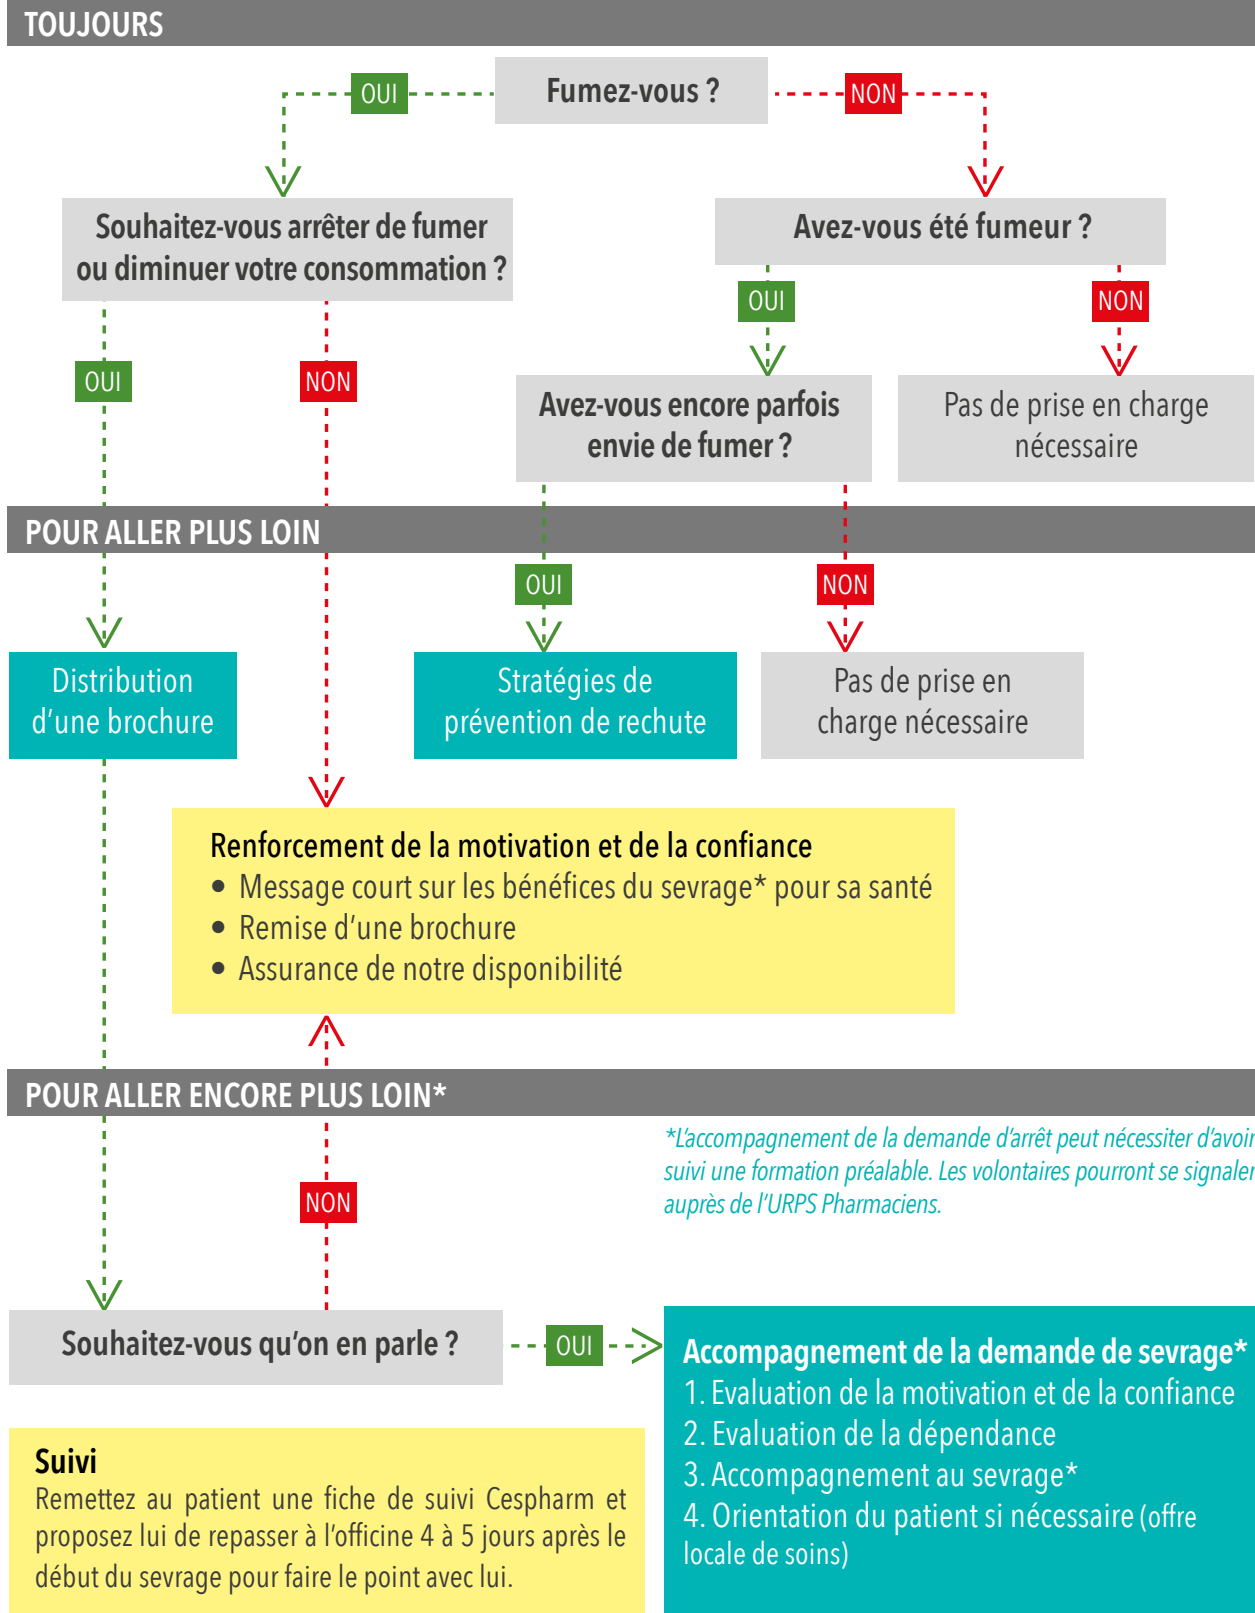 TOUJOURS
Fumez-vous ?
OUI
NON
Souhaitez-vous arrêter de fumer
ou diminuer votre consommation ?
Avez-vous été fumeur ?
OUI
NON
OUI
NON
Avez-vous encore parfois
envie de fumer ?
Pas de prise en charge
nécessaire
POUR ALLER PLUS LOIN
OUI
NON
Distribution
d’une brochure
Stratégies de
prévention de rechute
Pas de prise en
charge nécessaire
Renforcement de la motivation et de la confiance
• Message court sur les bénéfices du sevrage* pour sa santé
• Remise d’une brochure
• Assurance de notre disponibilité
POUR ALLER ENCORE PLUS LOIN*
*L’accompagnement de la demande d’arrêt peut nécessiter d’avoir
suivi une formation préalable. Les volontaires pourront se signaler
auprès de l’URPS Pharmaciens.
NON
Souhaitez-vous qu’on en parle ?
OUI
Accompagnement de la demande de sevrage*
1. Evaluation de la motivation et de la confiance
2. Evaluation de la dépendance
3. Accompagnement au sevrage*
4. Orientation du patient si nécessaire (offre
locale de soins)
Suivi
Remettez au patient une fiche de suivi Cespharm et
proposez lui de repasser à l’officine 4 à 5 jours après le
début du sevrage pour faire le point avec lui.